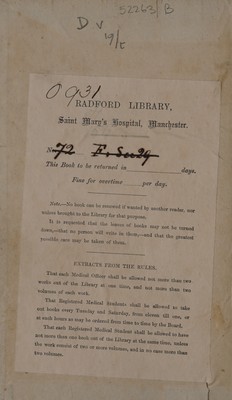 52263/B
D v
19/c
0931
RADFORD LIBRARY,
Saint Mary's Hospital, Manchester.
No 72
This Book to be returned in days.
Fine for overtime per day.
Note—No book can be renewed if wanted by another reader, nor
unless brought to the Library for that purpose.
It is requested that the leaves of books may not be turned
down,—that no person will write in them,—and that the greatest
possible care may be taken of them.
EXTRACTS FROM THE RULES.
That each Medical Officer shall be allowed not more than two
works out of the Library at one time, and not more than two
volumes of each work.
That Registered Medical Students shall be allowed to take
out books every Tuesday and Saturday, from eleven till one, or
at such hours as may be ordered from time to time by the Board.
That each Registered Medical Student shall be allowed to have
not more than one book out of the Library at the same time, unless
the work consist of two or more volumes, and in no case more than
two volumes.